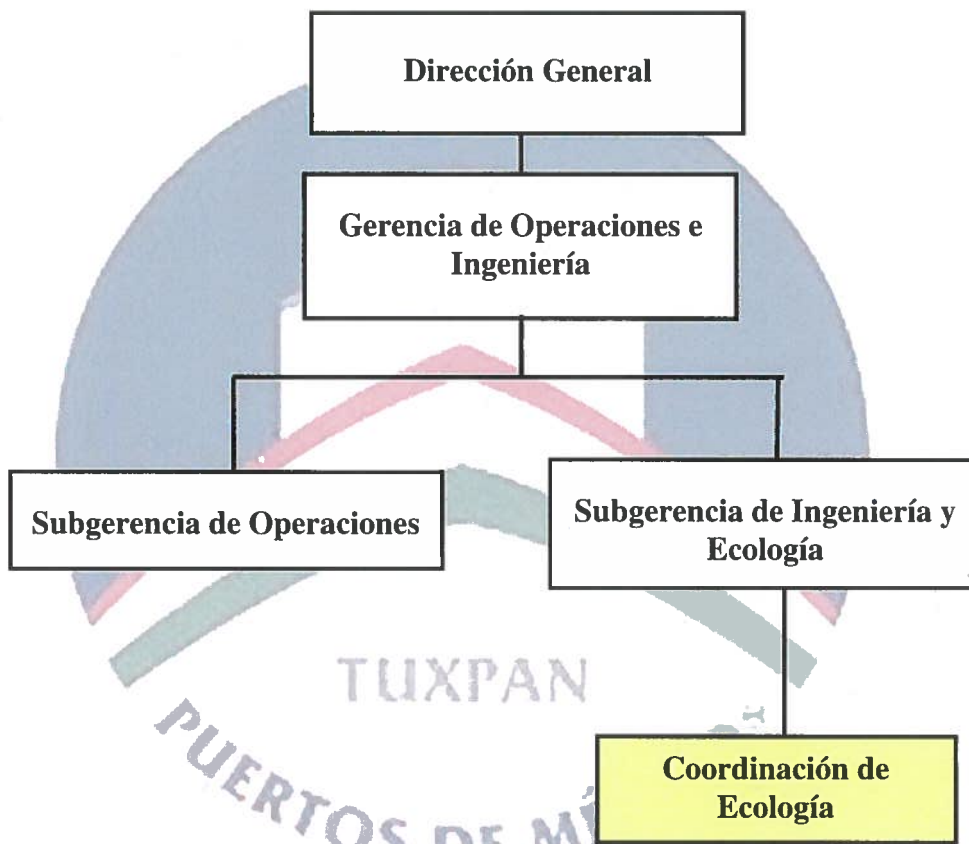 Dirección General
Gerencia de Operaciones e
Ingeniería
Subgerencia de Operaciones
Subgerencia de Ingeniería y
Ecología
TUXPAN
PUERTOS DE
Coordinación de
Ecología